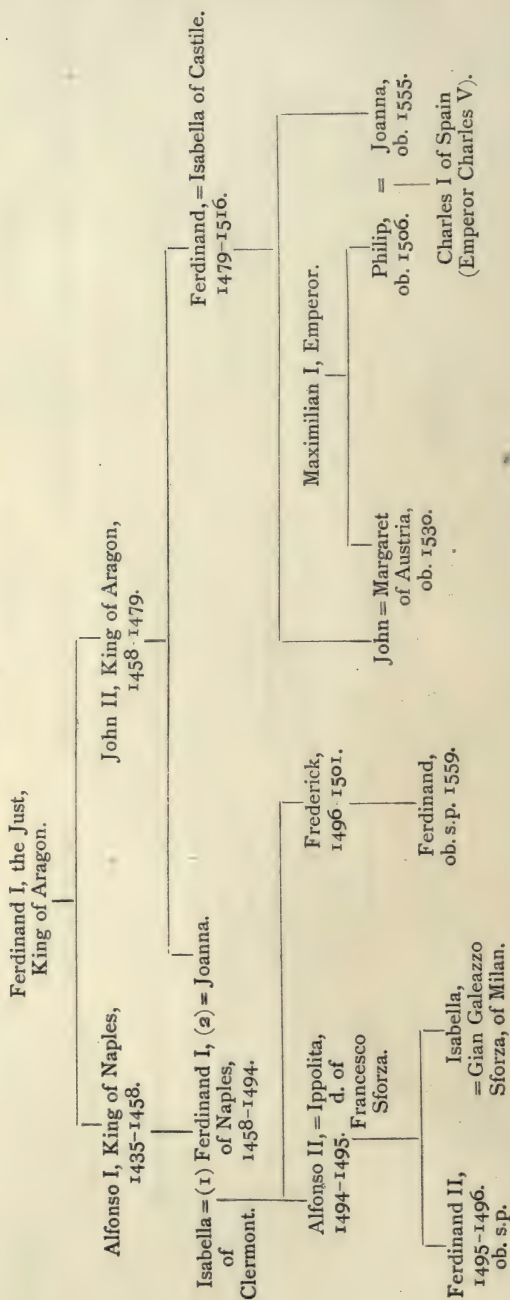 Ferdinand I, the Just,
King of Aragon.
Alfonso I, King of Naples,
1435-1458.
John II, King of Aragon,
1458-1479.
Isabella = (1) Ferdinand I, (2) = Joanna.
of
Clermont.
of Naples,
1458-1494.
Ferdinand, = Isabella of Castile.
1479-1516.
Alfonso II, = Ippolita,
1494-1495.
d. of
Francesco
Sforza.
Frederick,
1496-1501.
Maximilian I, Emperor.
Ferdinand II,
1495-1496.
ob. s.p.
Isabella,
= Gian Galeazzo
Sforza, of Milan.
Ferdinand,
ob. s.p. 1559.
John = Margaret
of Austria,
ob. 1530.
Philip, = Joanna,
ob. 1506.
ob. 1555.
Charles I of Spain
(Emperor Charles V).